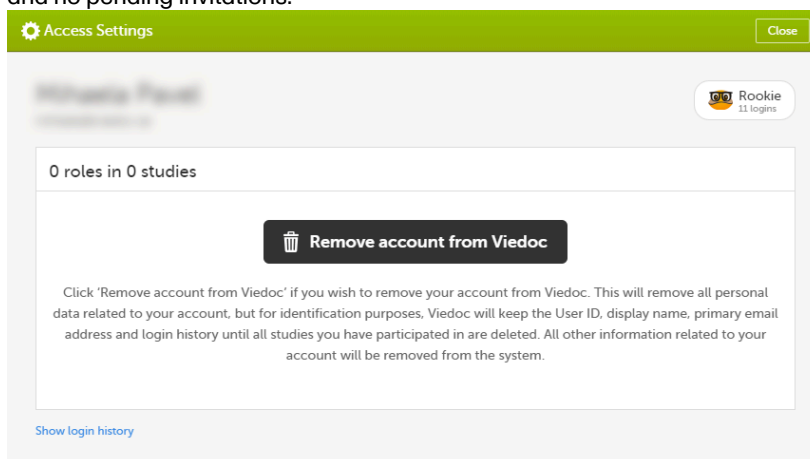 and no pending invitations.
Access Settings
Close
Rookie
11 logins
0 roles in 0 studies
Remove account from Viedoc
Click 'Remove account from Viedoc' if you wish to remove your account from Viedoc. This will remove all personal
data related to your account, but for identification purposes, Viedoc will keep the User ID, display name, primary email
address and login history until all studies you have participated in are deleted. All other information related to your
account will be removed from the system.
Show login history